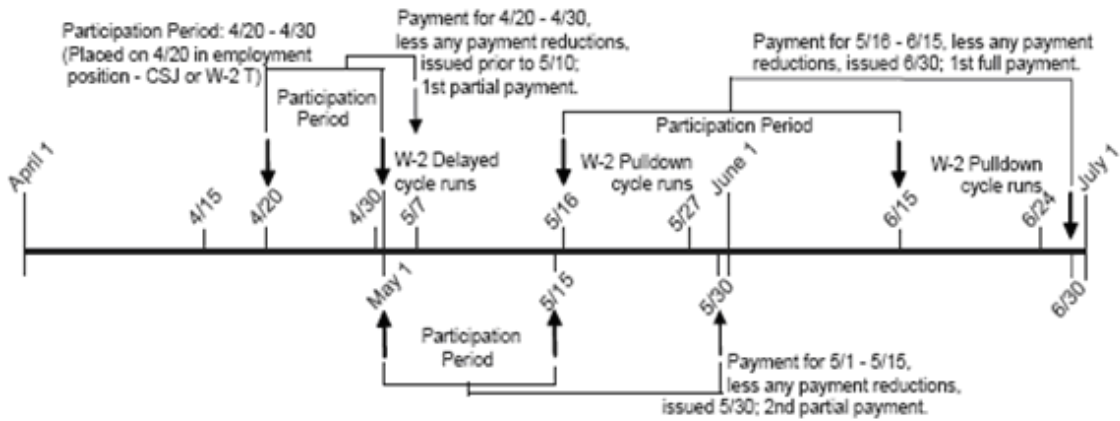 Participation Period: 4/20 - 4/30
(Placed on 4/20 in employment
position - CSJ or W-2 T)
Participation
Period
Payment for 4/20 - 4/30,
less any payment reductions,
issued prior to 5/10;
1st partial payment.
Payment for 5/16 - 6/15, less any payment
reductions, issued 6/30; 1st full payment.
Participation Period
W-2 Delayed
cycle runs
W-2 Pulldown
cycle runs
W-2 Pulldown
cycle runs
April 1
4/15
4/20
4/30
5/7
5/16
5/27
June 1
6/15
6/24
July 1
May 1
5/15
5/30
6/30
Participation
Period
Payment for 5/1 - 5/15,
less any payment reductions,
issued 5/30; 2nd partial payment.